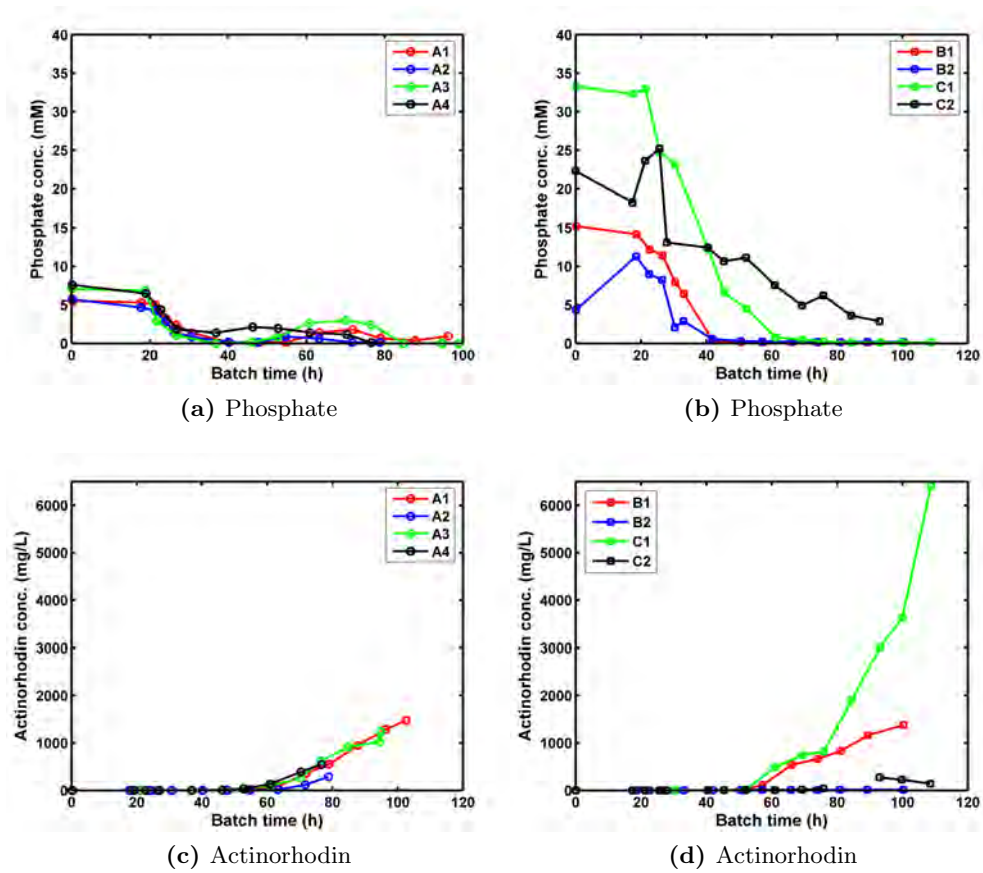 40
35
30
25
20
15
10
5
0
Phosphate conc. (mM)
A1
A2
A3
A4
0 20 40 60 80 100
Batch time (h)
(a) Phosphate
40
35
30
25
20
15
10
5
0
Phosphate conc. (mM)
B1
B2
C1
C2
0 20 40 60 80 100 120
Batch time (h)
(b) Phosphate
6000
5000
4000
3000
2000
1000
0
Actinorhodin conc. (mg/L)
A1
A2
A3
A4
0 20 40 60 80 100 120
Batch time (h)
(c) Actinorhodin
6000
5000
4000
3000
2000
1000
0
Actinorhodin conc. (mg/L)
B1
B2
C1
C2
0 20 40 60 80 100 120
Batch time (h)
(d) Actinorhodin